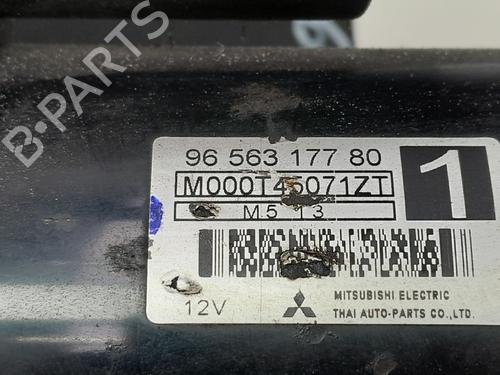 B-PARTS
96 563 177 80
M000T45071ZT
M5 13
1
12V
MITSUBISHI ELECTRIC
THAI AUTO-PARTS CO.,LTD.